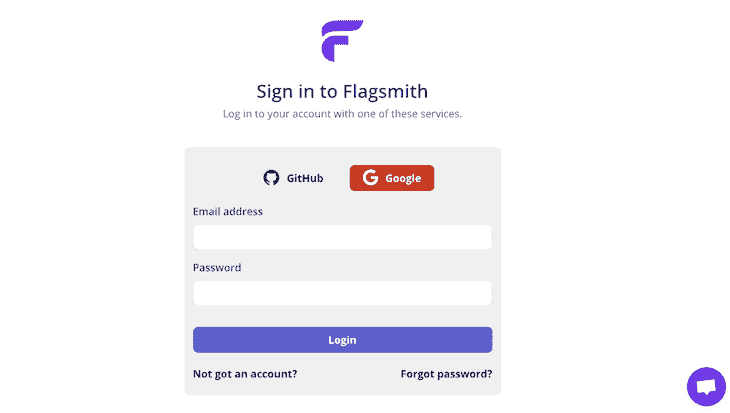 Sign in to Flagsmith
Log in to your account with one of these services.
GitHub
Google
Email address
Password
Login
Not got an account?
Forgot password?